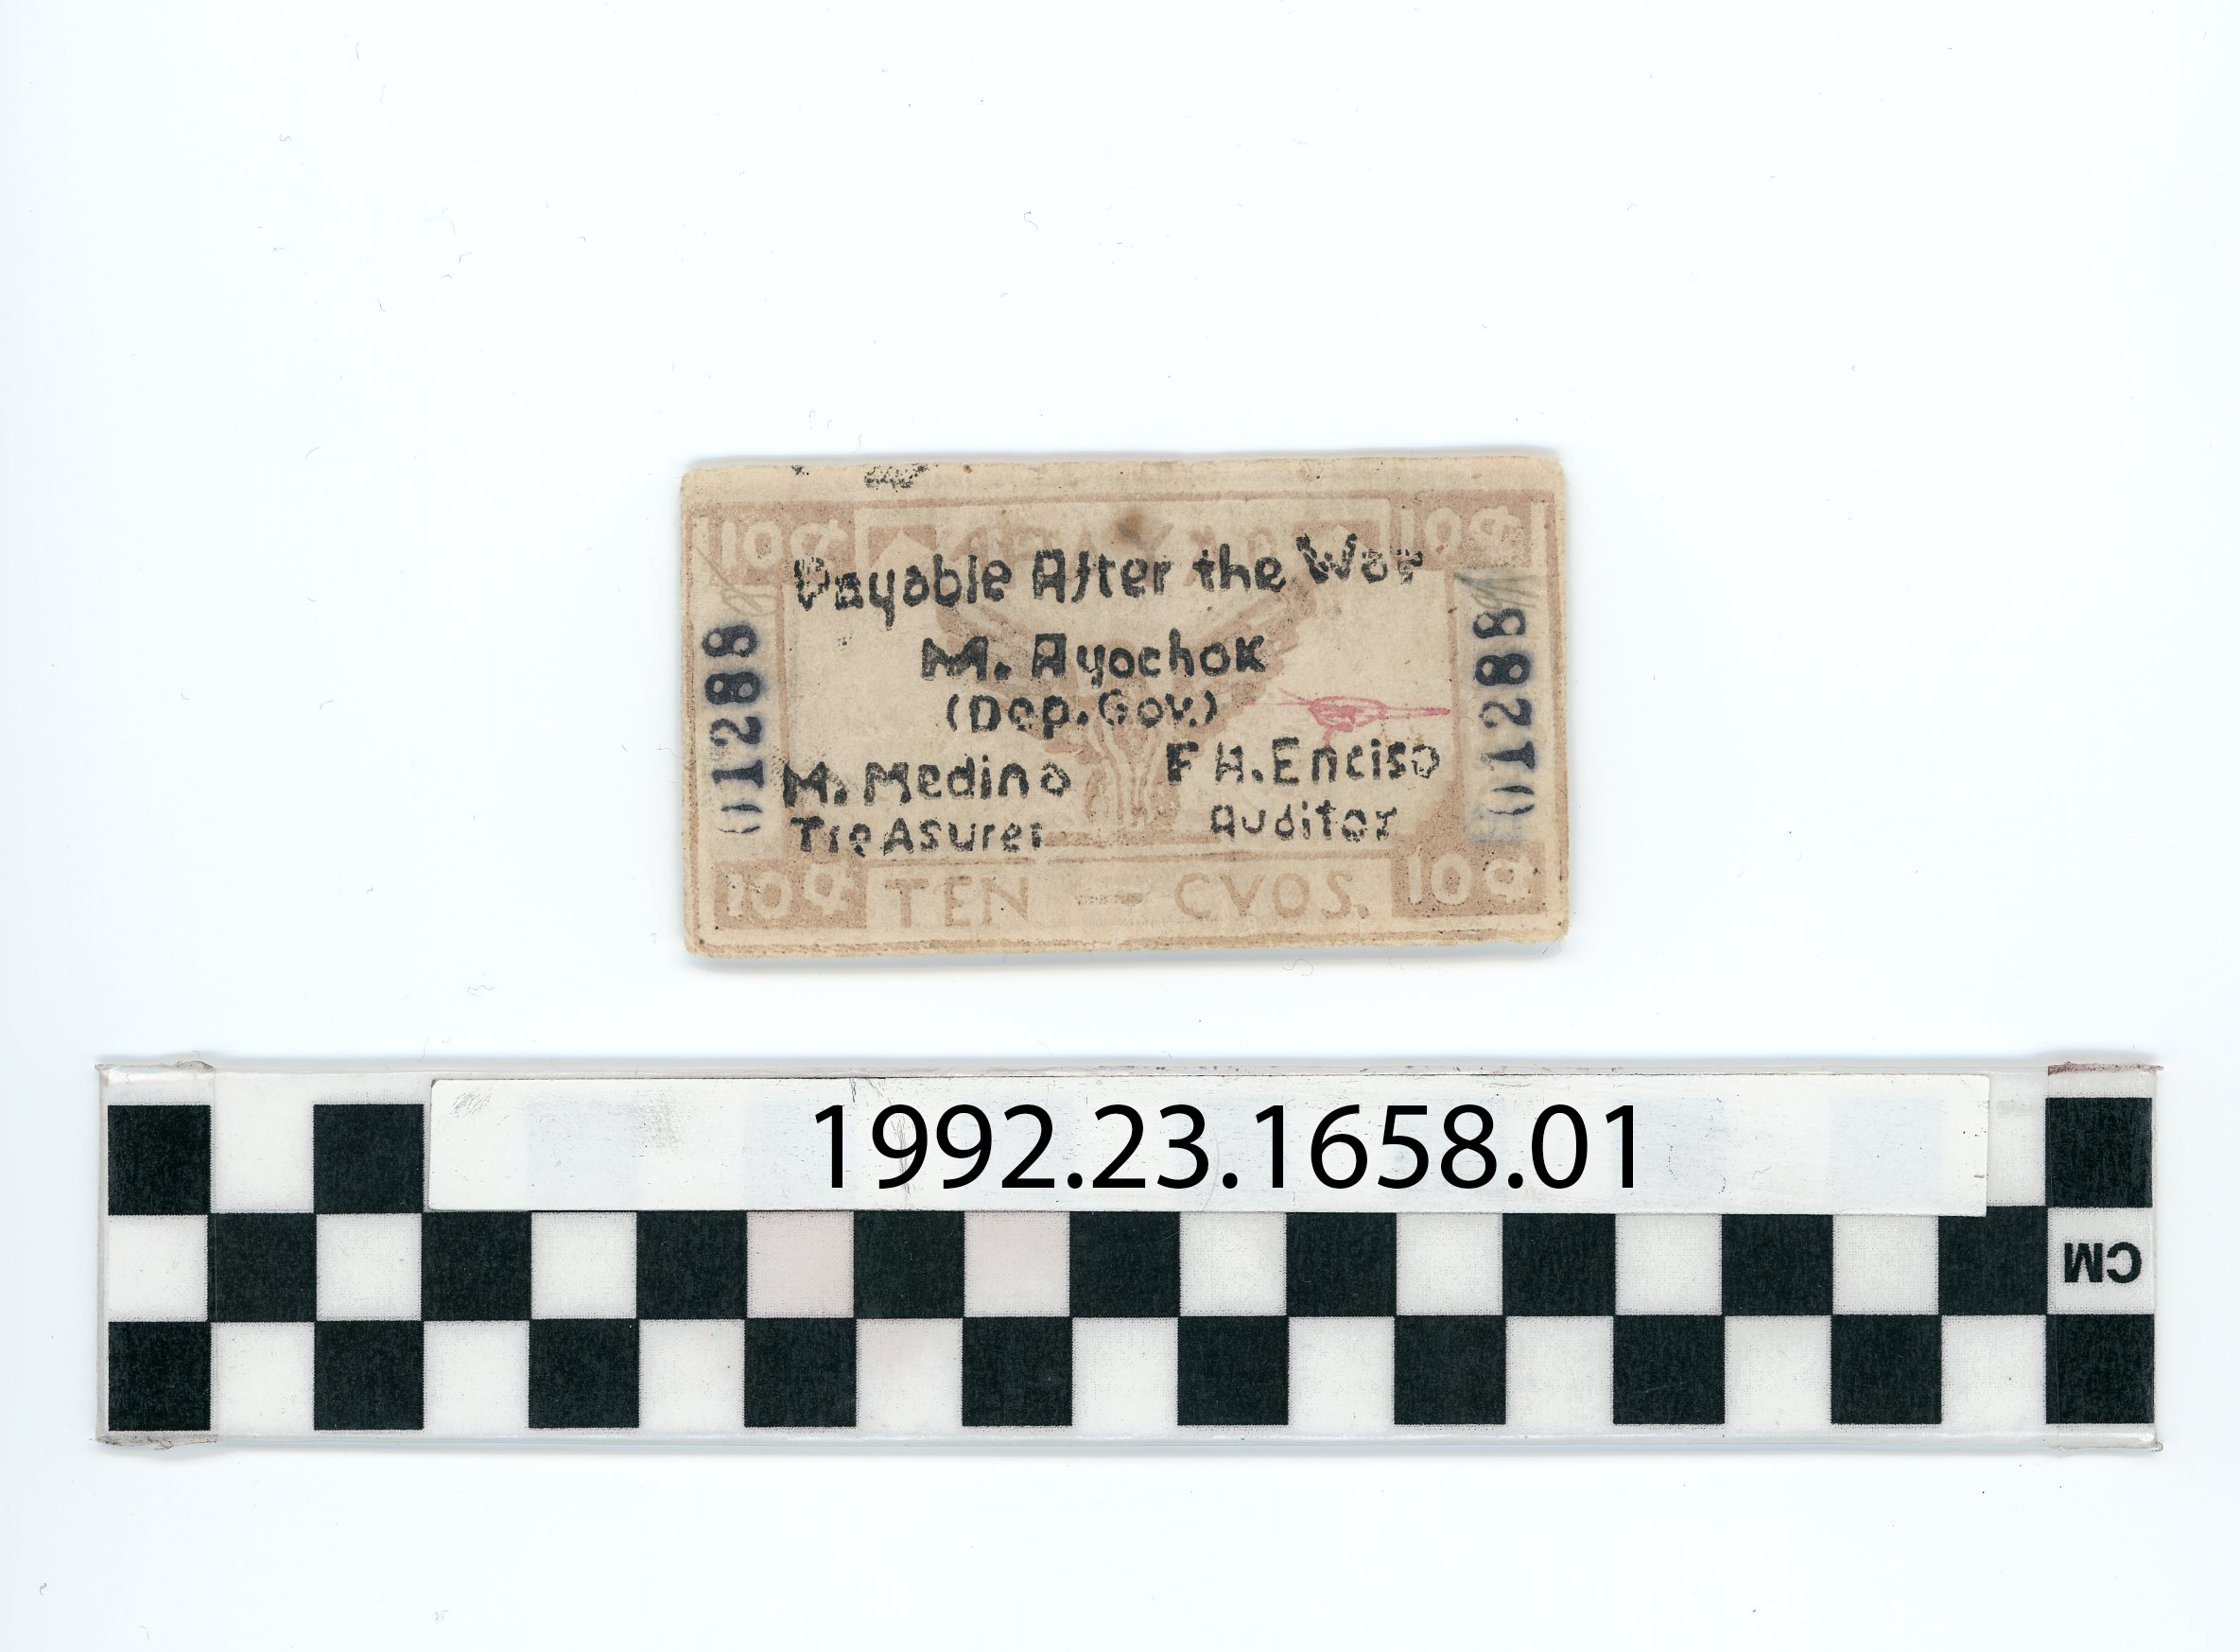 10¢ 10¢
Payable After the War
M. Ayochok
(Dep. Gov.)
M. Medina
TreAsurer
F H. Enciso
Auditor
01288
01288
10¢ TEN = CVOS. 10¢
1992.23.1658.01
CM